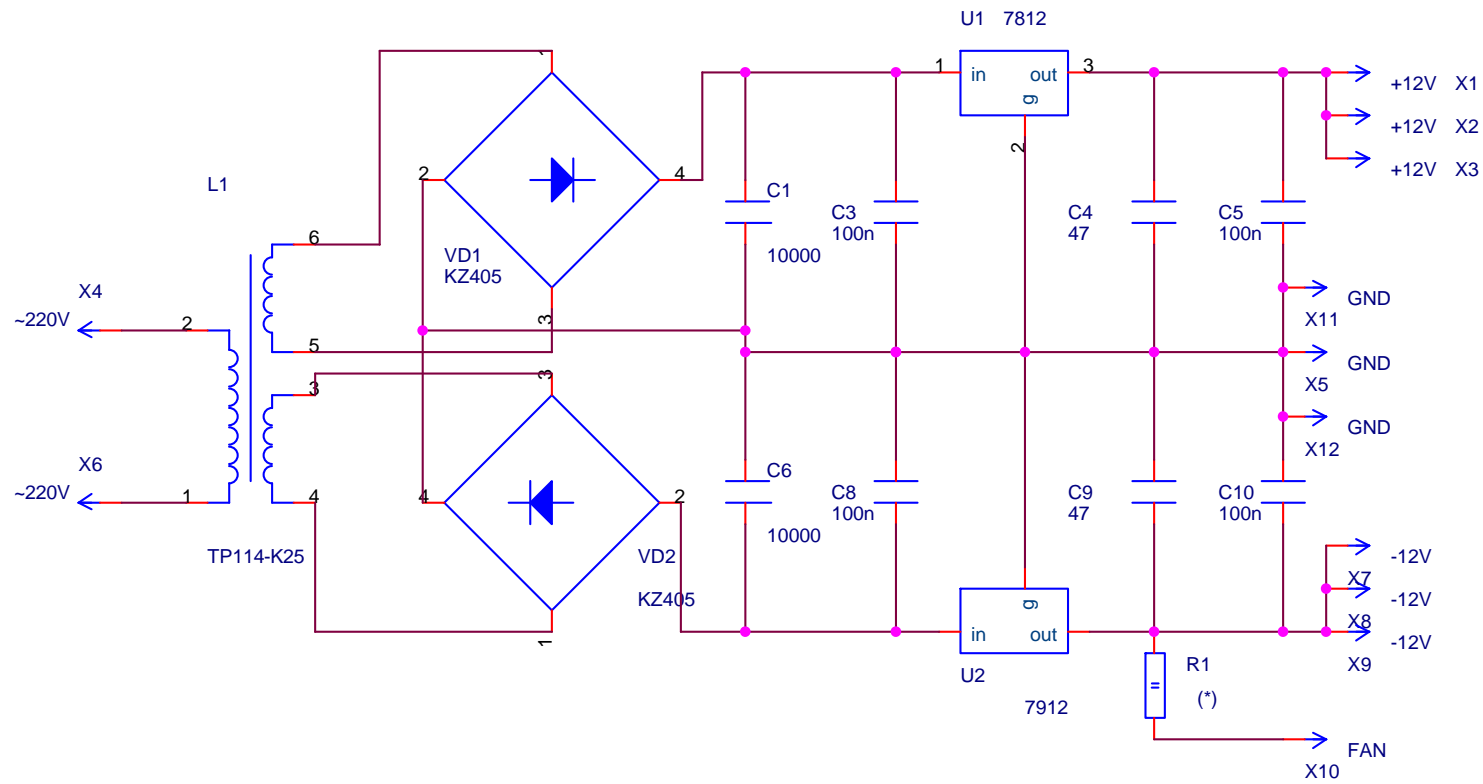 U1 7812
1
1 in out 3
g
2
+12V X1
+12V X2
+12V X3
L1
2
4
C1
10000
C3
100n
C4
47
C5
100n
VD1
KZ405
6
X4
~220V
2
5
3
GND
X11
GND
X5
GND
X12
3
3
X6
~220V
1
4
4
2
C6
10000
C8
100n
C9
47
C10
100n
TP114-K25
VD2
KZ405
1
g
in out
U2
7912
-12V
X7
-12V
X8
-12V
X9
R1
(*)
=
FAN
X10